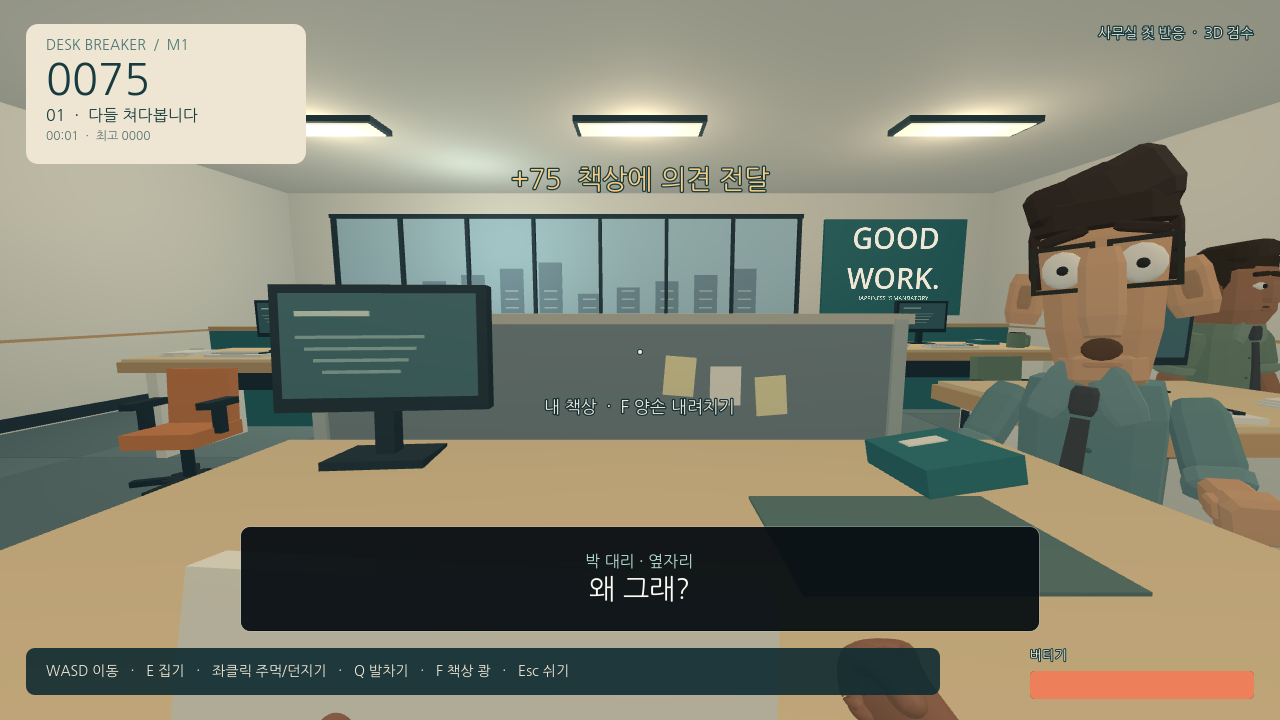 DESK BREAKER / M1
0075
01 · 다들 쳐다봅니다
00:01 · 최고 0000
사무실 첫 반응 · 3D 검수
+75 책상에 의견 전달
GOOD
WORK.
HAPPINESS IS MANDATORY
내 책상 · F 양손 내려치기
박 대리 · 옆자리
왜 그래?
WASD 이동 · E 집기 · 좌클릭 주먹/던지기 · Q 발차기 · F 책상 쾅 · Esc 쉬기
버티기